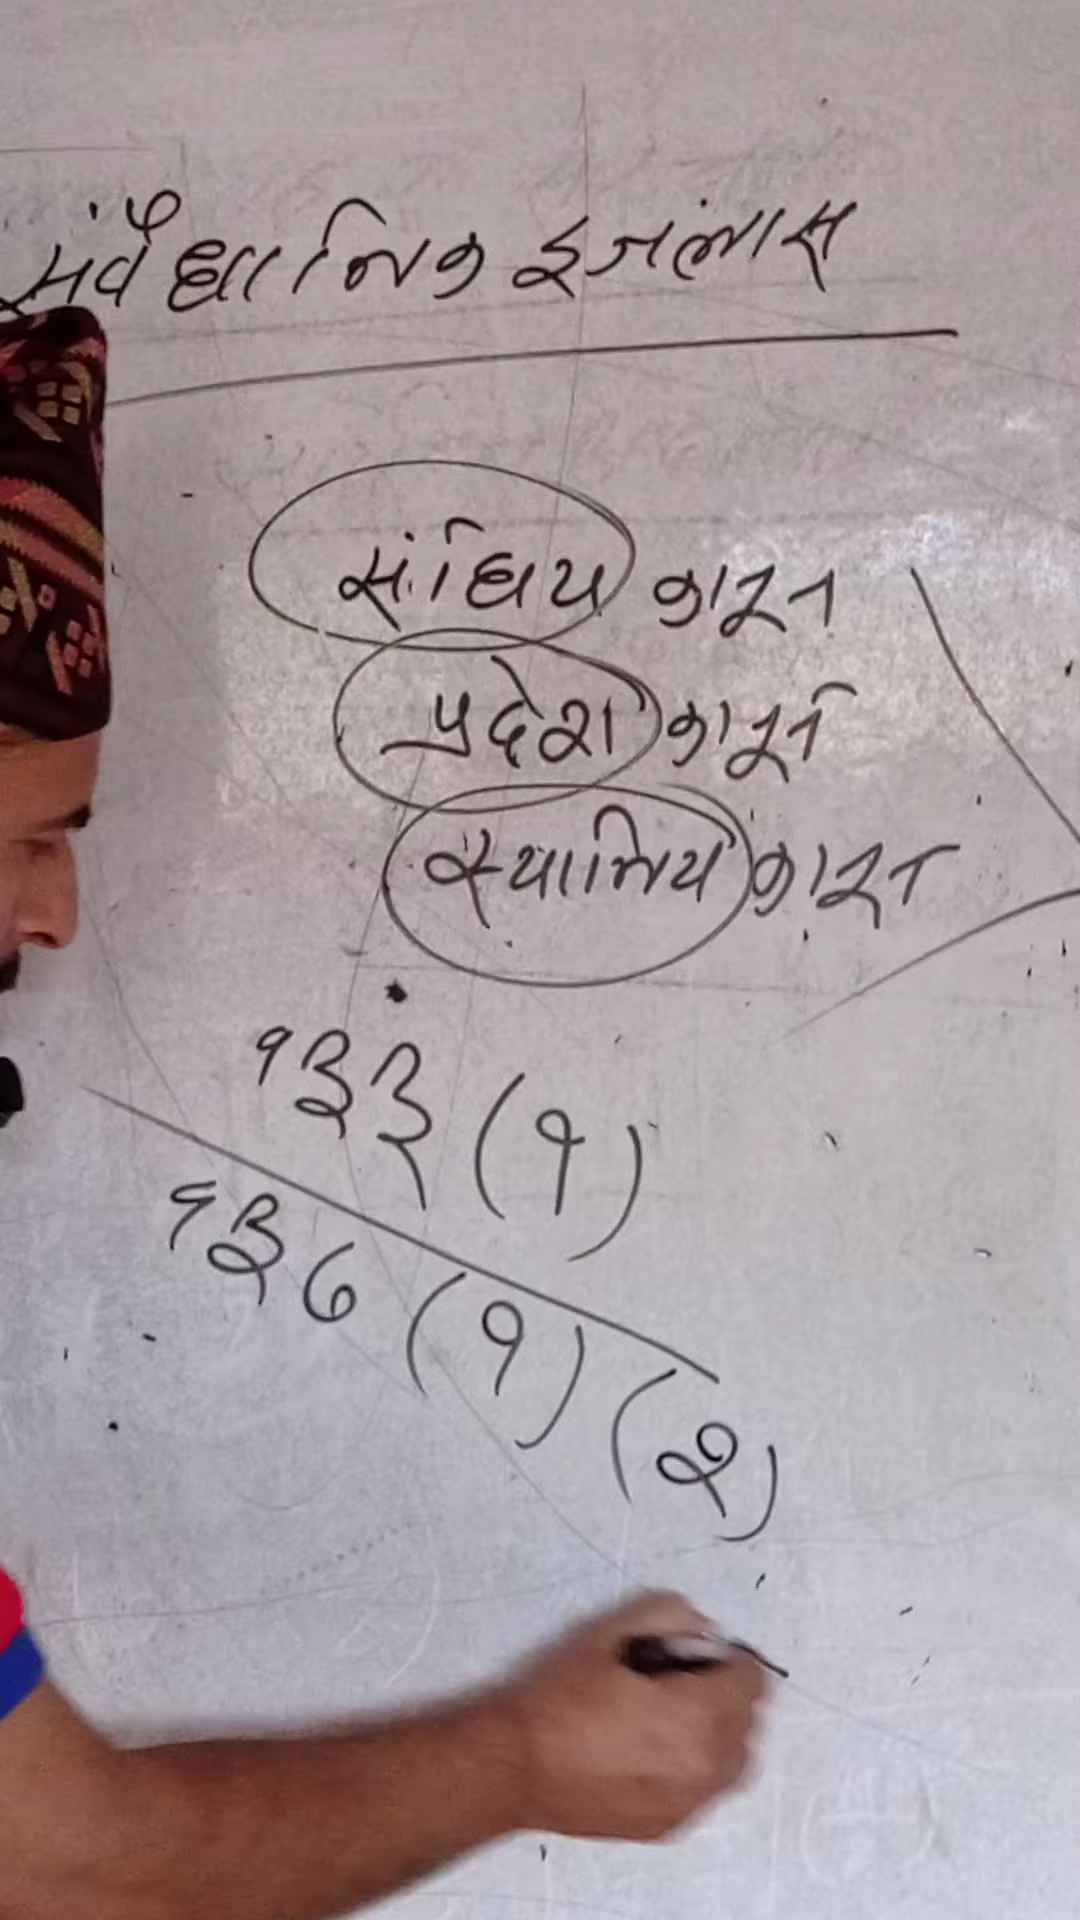 संवैधानिक इजलास
संघिय कानून
प्रदेश कानून
स्थानिय कानून
१३३ (१)
१३७ (१) (२)